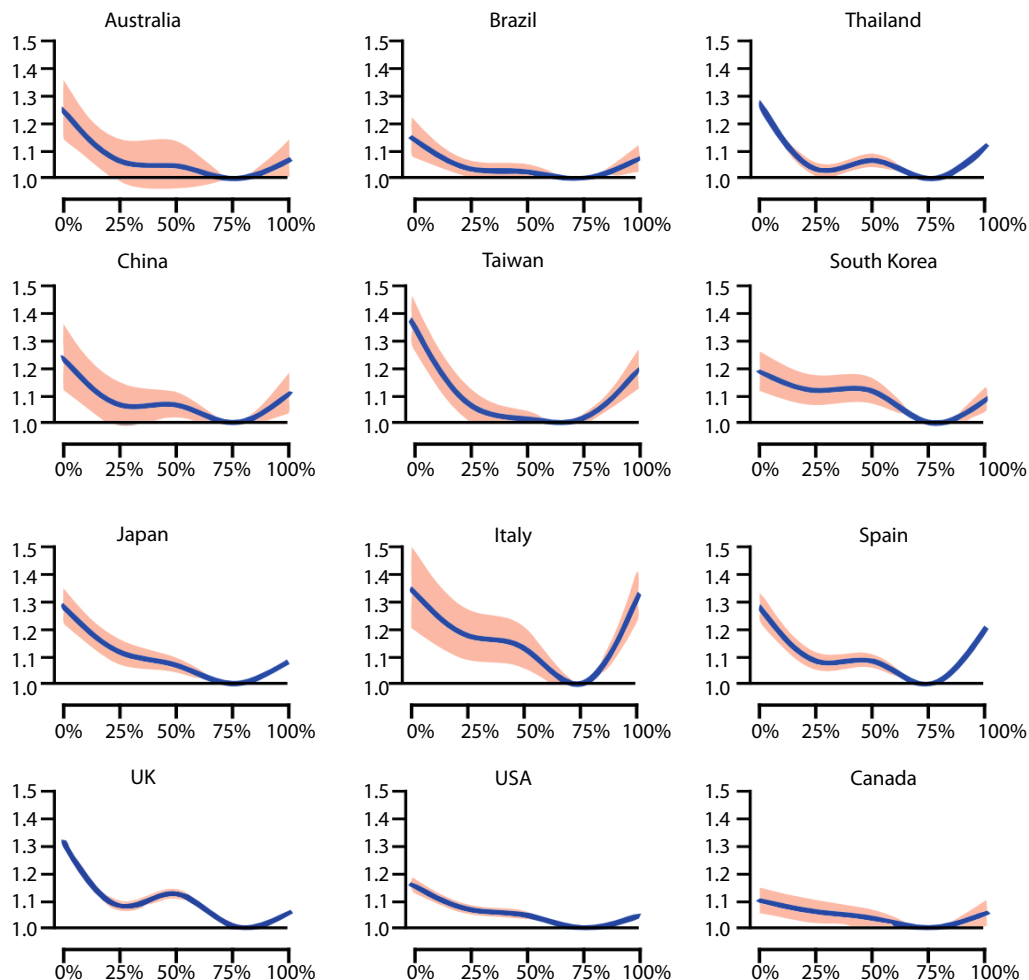 Australia Brazil Thailand
1.5 1.5 1.5
1.4 1.4 1.4
1.3 1.3 1.3
1.2 1.2 1.2
1.1 1.1 1.1
1.0 1.0 1.0
0% 25% 50% 75% 100% 0% 25% 50% 75% 100% 0% 25% 50% 75% 100%
China Taiwan South Korea
1.5 1.5 1.5
1.4 1.4 1.4
1.3 1.3 1.3
1.2 1.2 1.2
1.1 1.1 1.1
1.0 1.0 1.0
0% 25% 50% 75% 100% 0% 25% 50% 75% 100% 0% 25% 50% 75% 100%
Japan Italy Spain
1.5 1.5 1.5
1.4 1.4 1.4
1.3 1.3 1.3
1.2 1.2 1.2
1.1 1.1 1.1
1.0 1.0 1.0
0% 25% 50% 75% 100% 0% 25% 50% 75% 100% 0% 25% 50% 75% 100%
UK USA Canada
1.5 1.5 1.5
1.4 1.4 1.4
1.3 1.3 1.3
1.2 1.2 1.2
1.1 1.1 1.1
1.0 1.0 1.0
0% 25% 50% 75% 100% 0% 25% 50% 75% 100% 0% 25% 50% 75% 100%